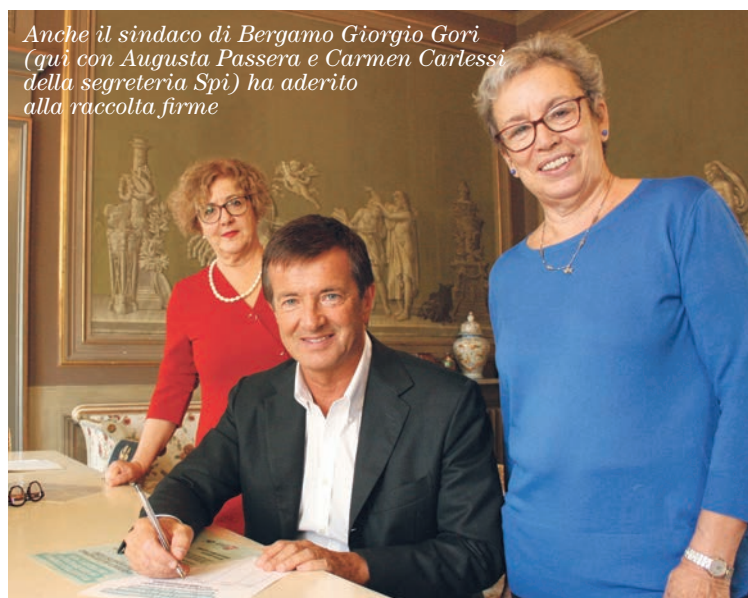 Anche il sindaco di Bergamo Giorgio Gori
(qui con Augusta Passera e Carmen Carlessi
della segreteria Spi) ha aderito
alla raccolta firme